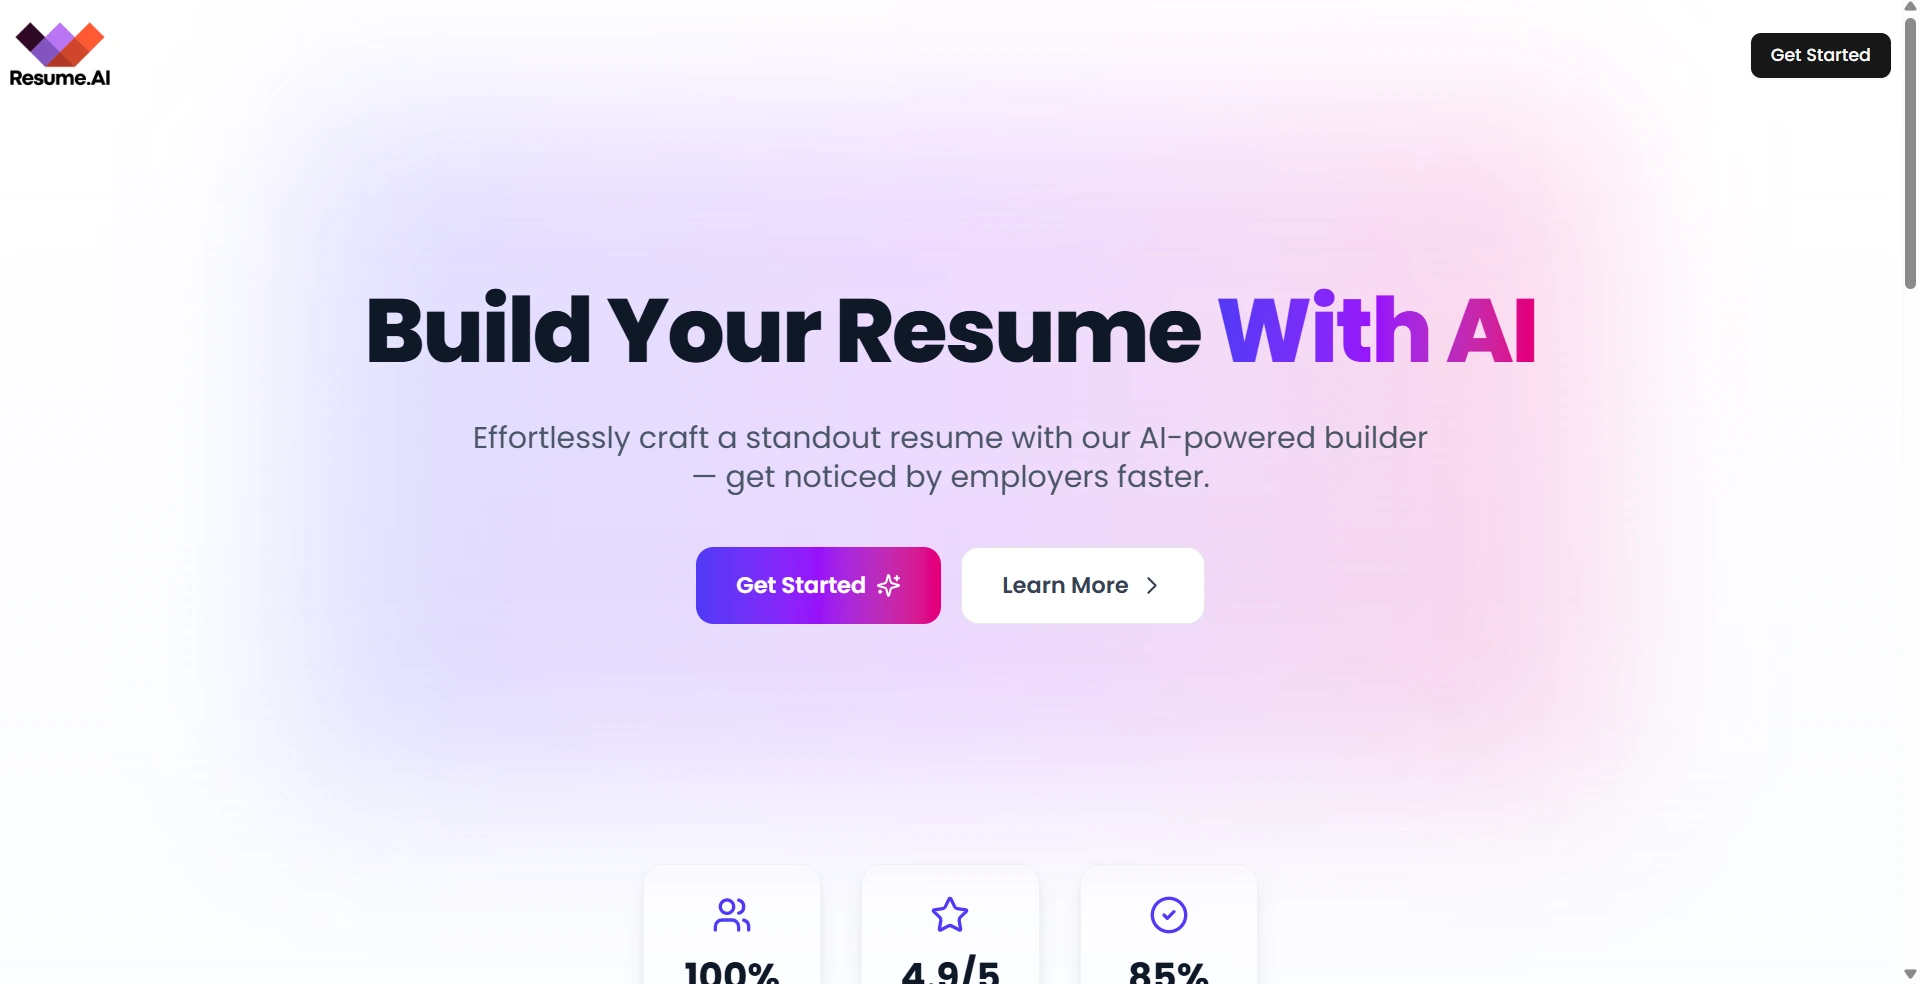 Resume.AI
Get Started
Build Your Resume With AI
Effortlessly craft a standout resume with our AI-powered builder
— get noticed by employers faster.
Get Started
Learn More
100%
4.9/5
85%